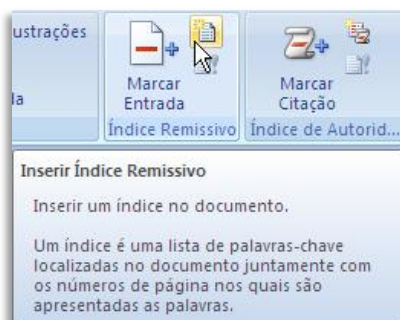 ustrações
la
Marcar
Entrada
Marcar
Citação
Índice Remissivo
Índice de Autorid...
Inserir Índice Remissivo
Inserir um índice no documento.
Um índice é uma lista de palavras-chave
localizadas no documento juntamente com
os números de página nos quais são
apresentadas as palavras.